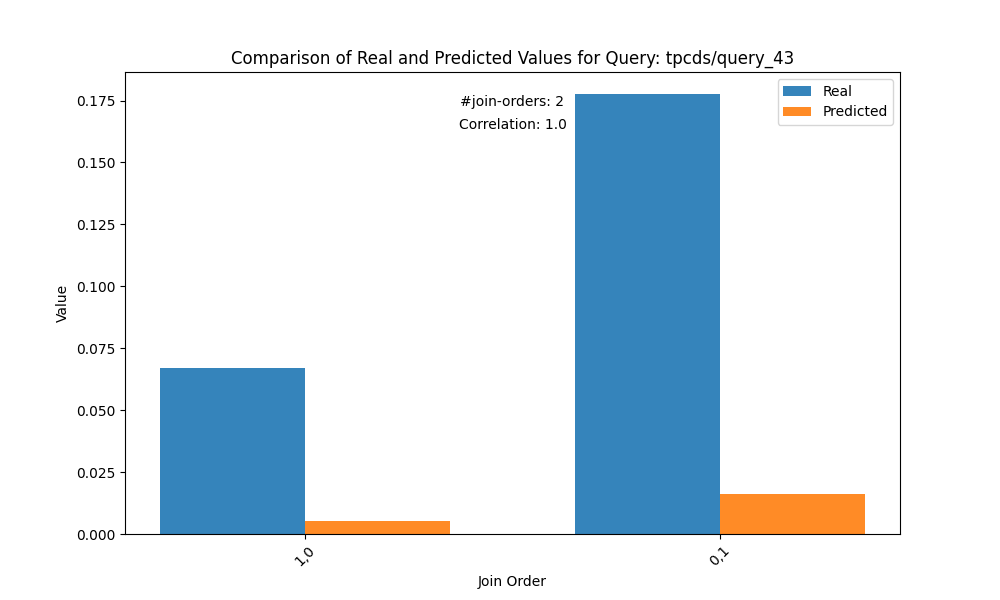 Comparison of Real and Predicted Values for Query: tpcds/query_43
#join-orders: 2
Correlation: 1.0
Real
Predicted
Value
0.175
0.150
0.125
0.100
0.075
0.050
0.025
0.000
1,0
0,1
Join Order